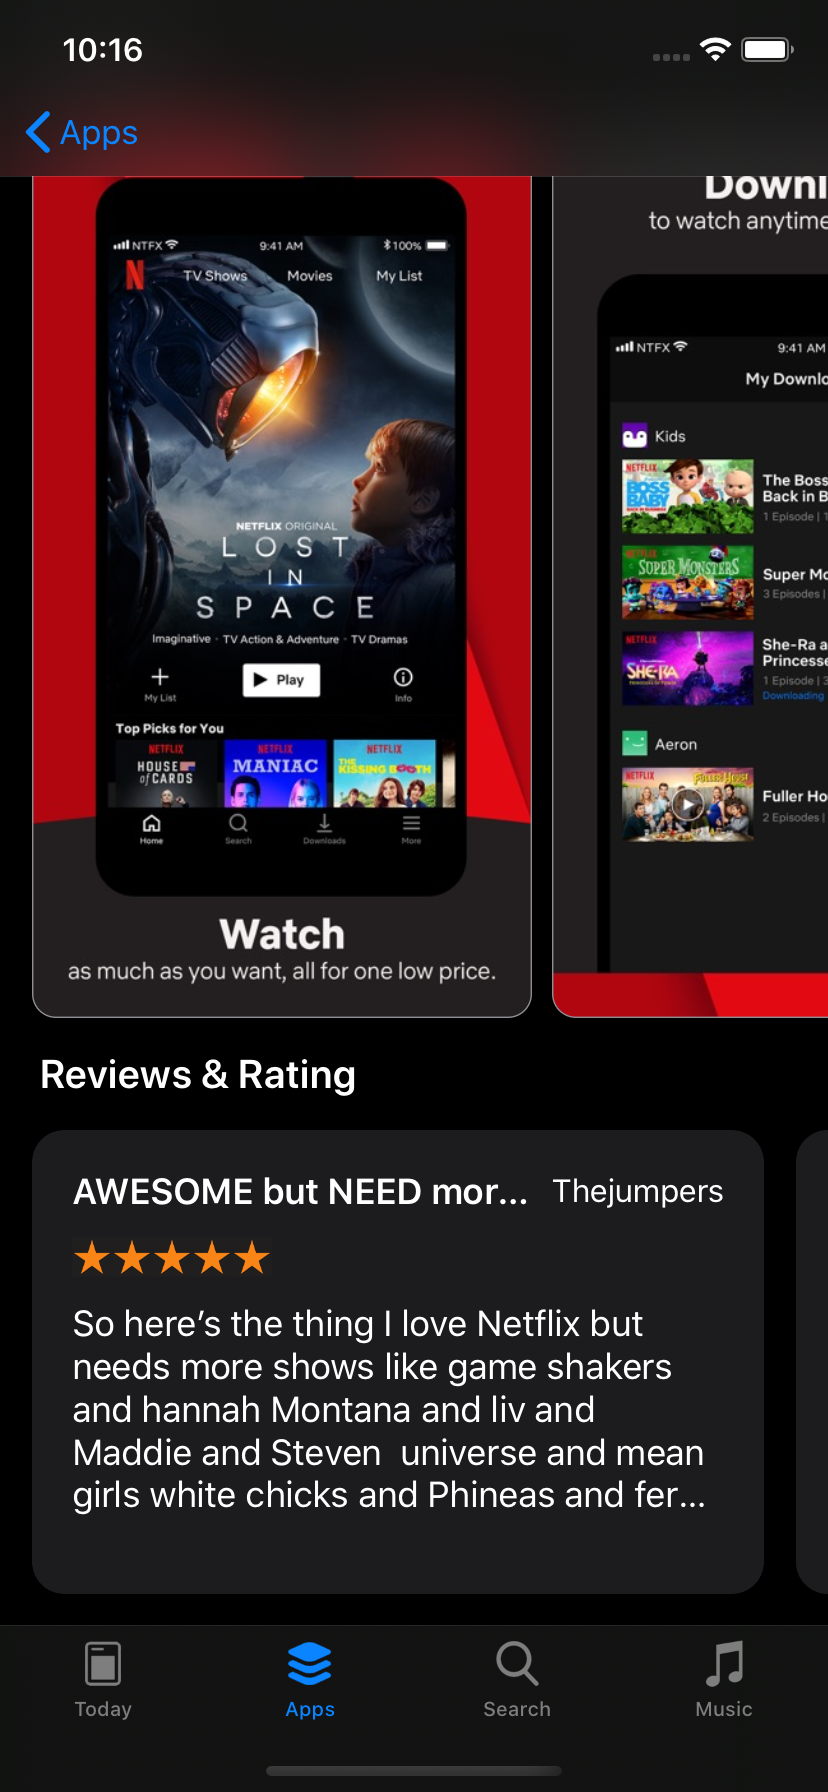 10:16
Apps
NTFX
9:41 AM
100%
N
TV Shows
Movies
My List
NETFLIX ORIGINAL
LOST
IN
SPACE
Imaginative · TV Action & Adventure · TV Dramas
My List
Play
Info
Top Picks for You
NETFLIX
HOUSE
of CARDS
NETFLIX
MANIAC
NETFLIX
THE
KISSING BOOTH
Home
Search
Downloads
More
Watch
as much as you want, all for one low price.
Downl
to watch anytime
NTFX
9:41 AM
My Downlo
Kids
NETFLIX
BOSS
BABY
BACK IN BUSINESS
The Boss
Back in B
1 Episode | 1
NETFLIX
SUPER MONSTERS
Super Mo
3 Episodes |
NETFLIX
SHE-RA
She-Ra a
Princesse
1 Episode | 3
Downloading
Aeron
NETFLIX
FULLER HOUSE
Fuller Ho
2 Episodes |
Reviews & Rating
AWESOME but NEED mor...
Thejumpers
★★★★★
So here’s the thing I love Netflix but
needs more shows like game shakers
and hannah Montana and liv and
Maddie and Steven  universe and mean
girls white chicks and Phineas and fer...
Today
Apps
Search
Music